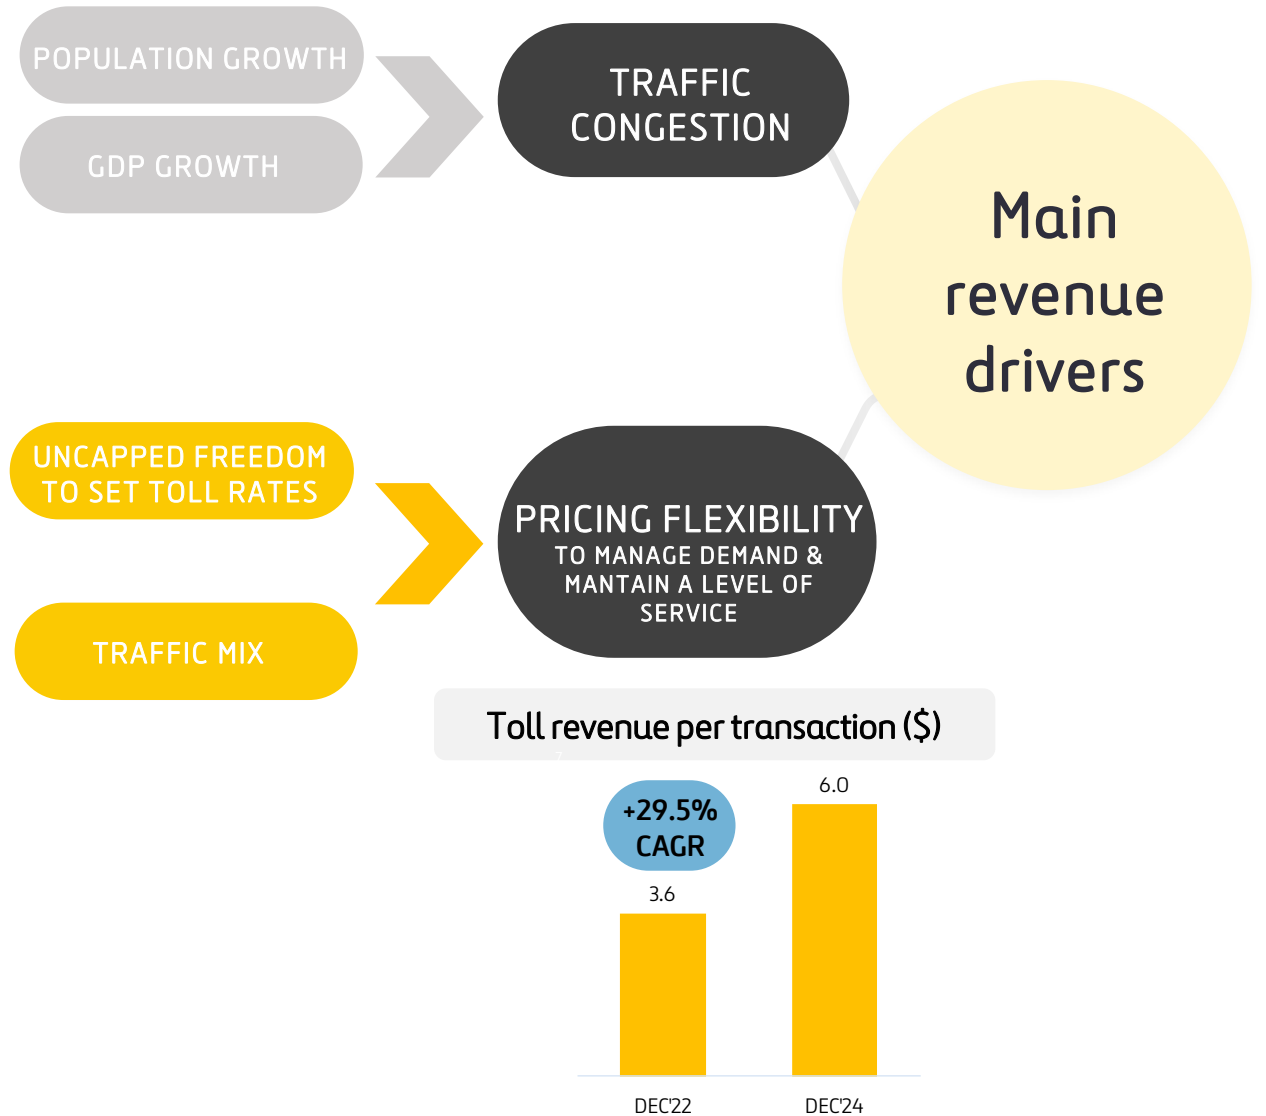 POPULATION GROWTH
GDP GROWTH
TRAFFIC
CONGESTION
Main
revenue
drivers
UNCAPPED FREEDOM
TO SET TOLL RATES
TRAFFIC MIX
PRICING FLEXIBILITY
TO MANAGE DEMAND &
MANTAIN A LEVEL OF
SERVICE
Toll revenue per transaction ($)
7
+29.5%
CAGR
3.6
6.0
DEC'22
DEC'24